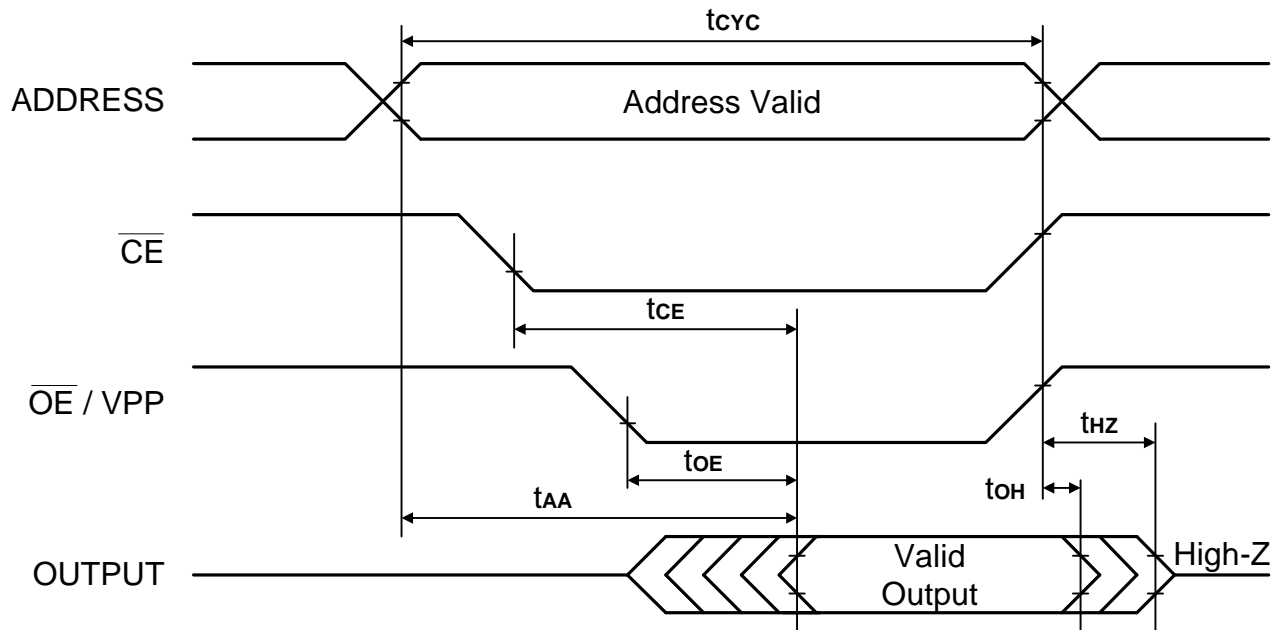 tCYC
ADDRESS
Address Valid
CE
tCE
OE / VPP
tHZ
tOE
tOH
tAA
OUTPUT
Valid
Output
High-Z